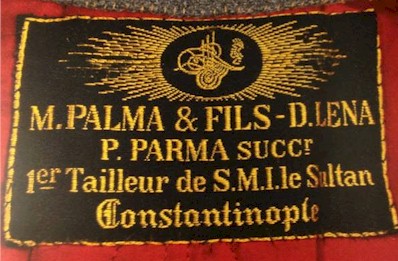 M. PALMA & FILS - D. LENA
P. PARMA SUCCr
1er Tailleur de S.M.I. le Sultan
Constantinople